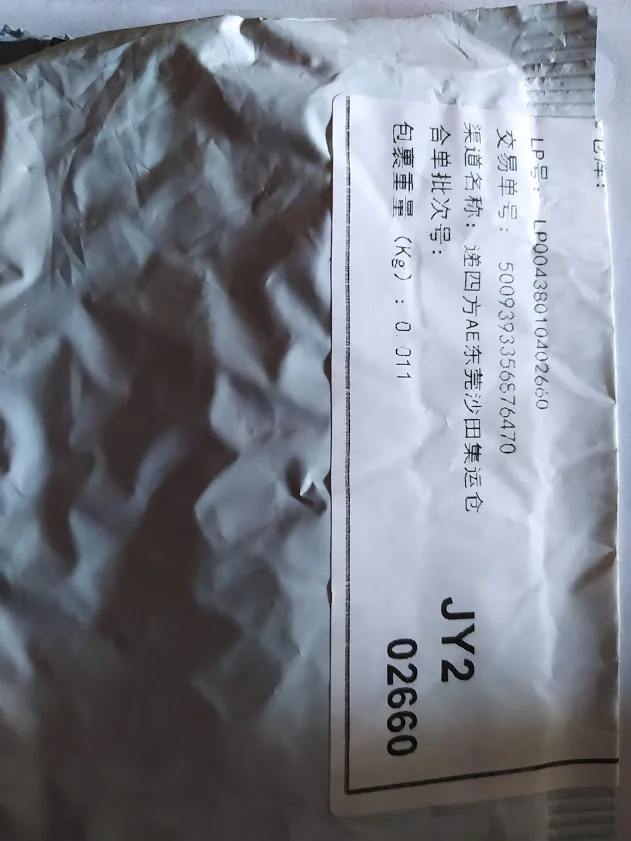 仓库:
LP号: LP00438010402660
交易单号: 5009393356876470
渠道名称: 递四方AE东莞沙田集运仓
合单批次号:
包裹重量 (Kg) : 0.011
JY2
02660